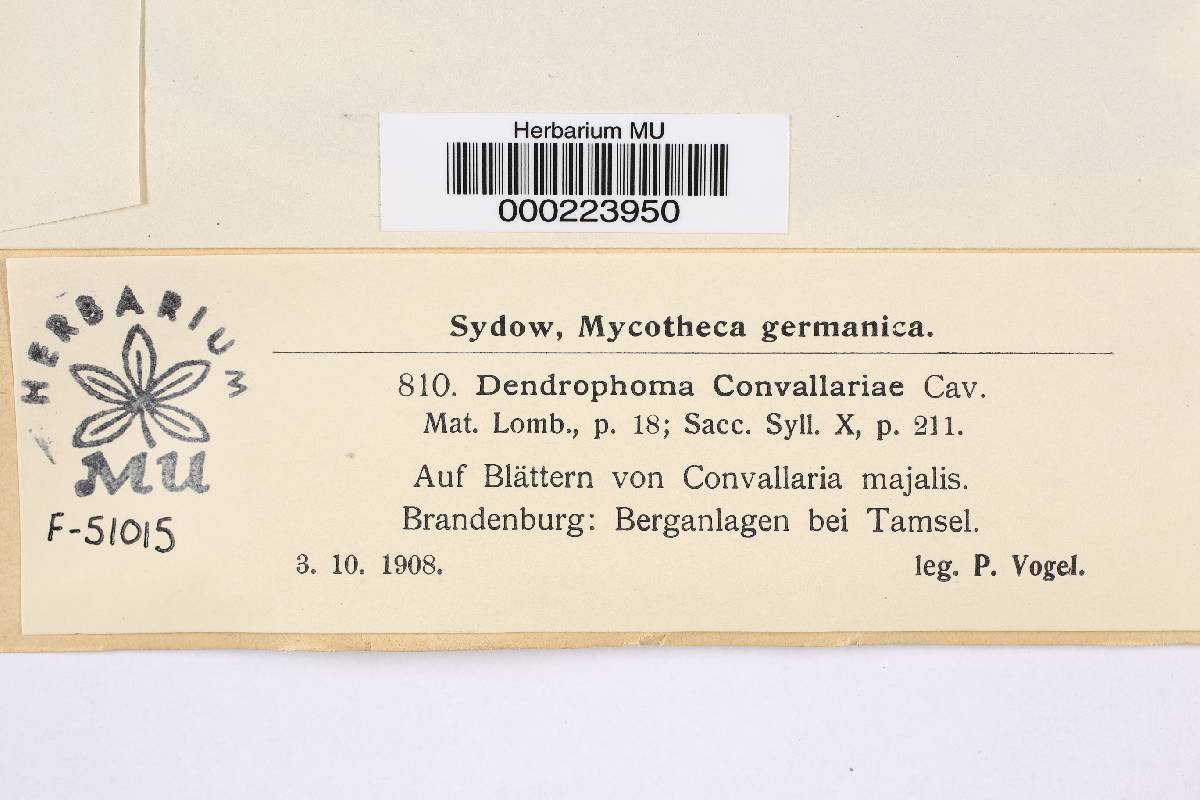 Herbarium MU
000223950
HERBARIUM
MU
F-51015
Sydow, Mycotheca germanica.
810. Dendrophoma Convallariae Cav.
Mat. Lomb., p. 18; Sacc. Syll. X, p. 211.
Auf Blättern von Convallaria majalis.
Brandenburg: Berganlagen bei Tamsel.
3. 10. 1908. leg. P. Vogel.